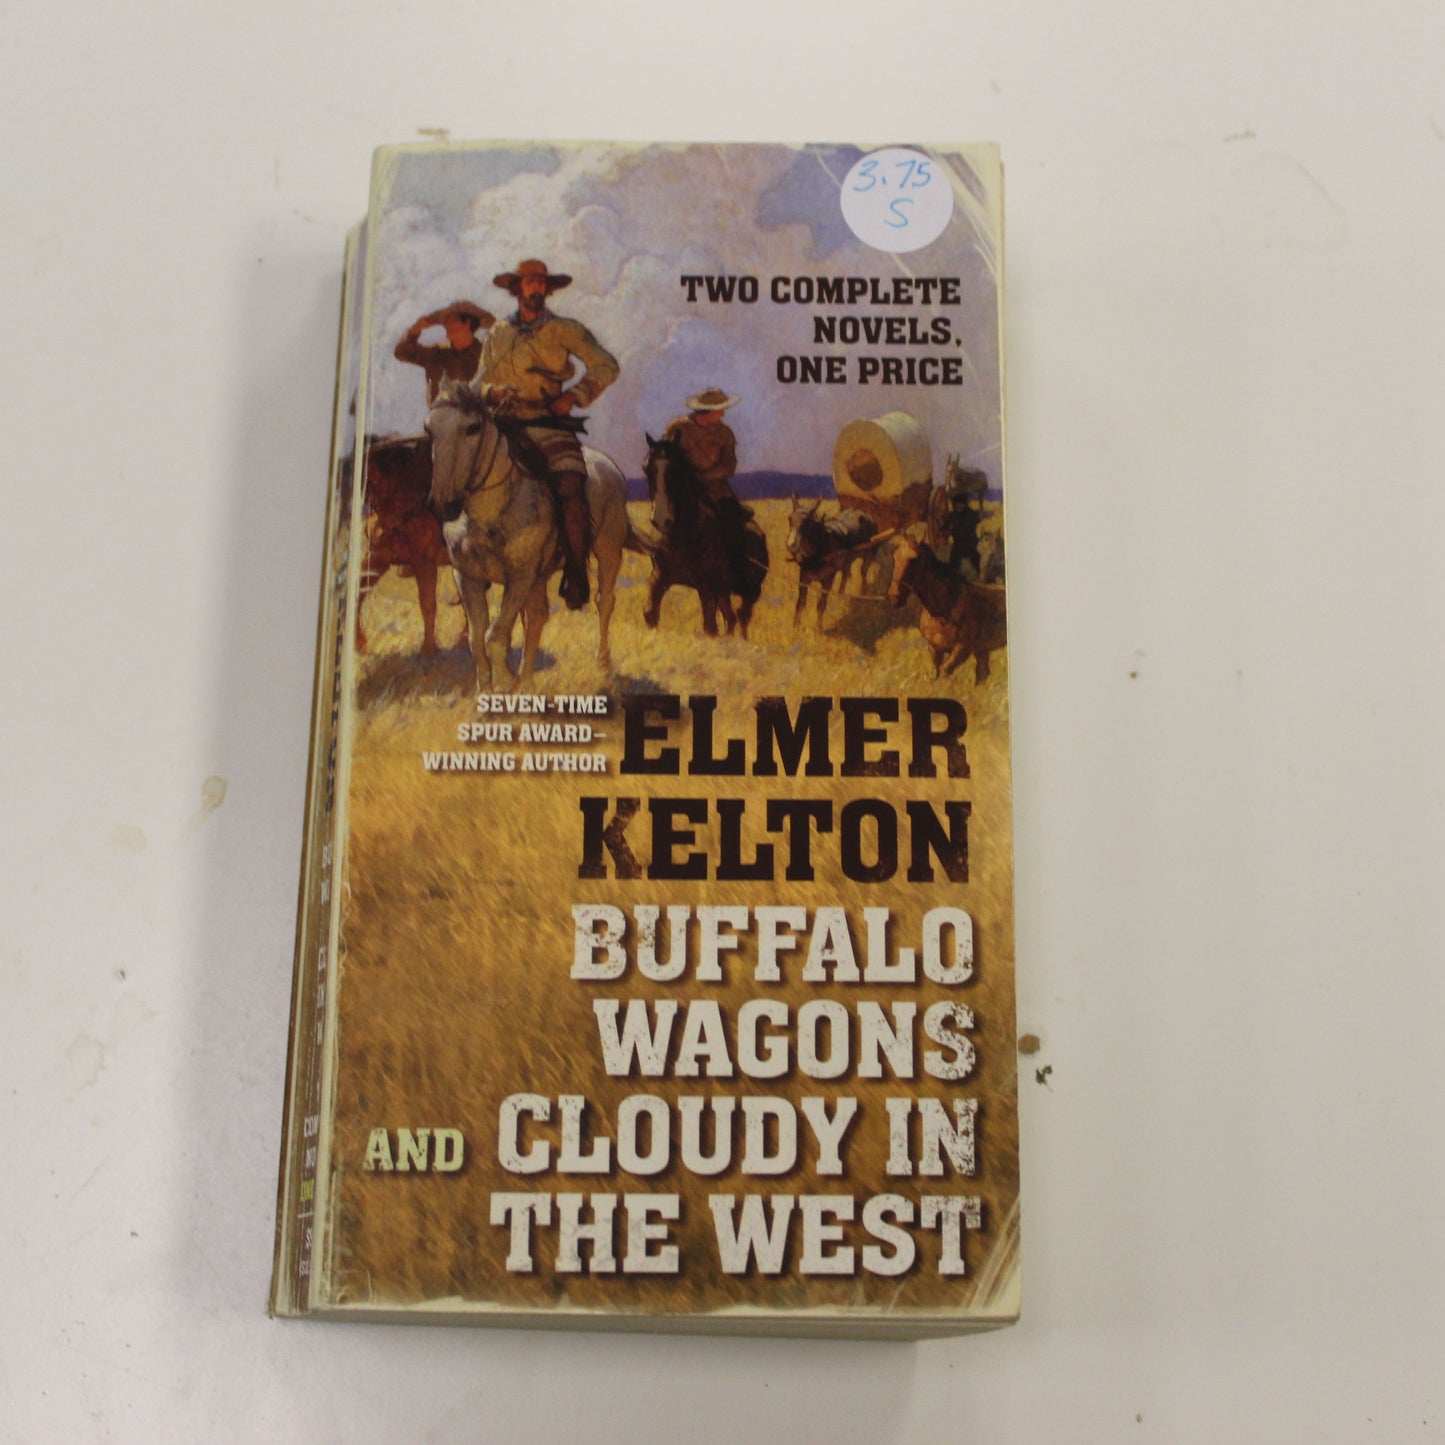 3.75
S
TWO COMPLETE
NOVELS,
ONE PRICE
SEVEN-TIME
SPUR AWARD–
WINNING AUTHOR
ELMER
KELTON
BUFFALO
WAGONS
AND CLOUDY IN
THE WEST